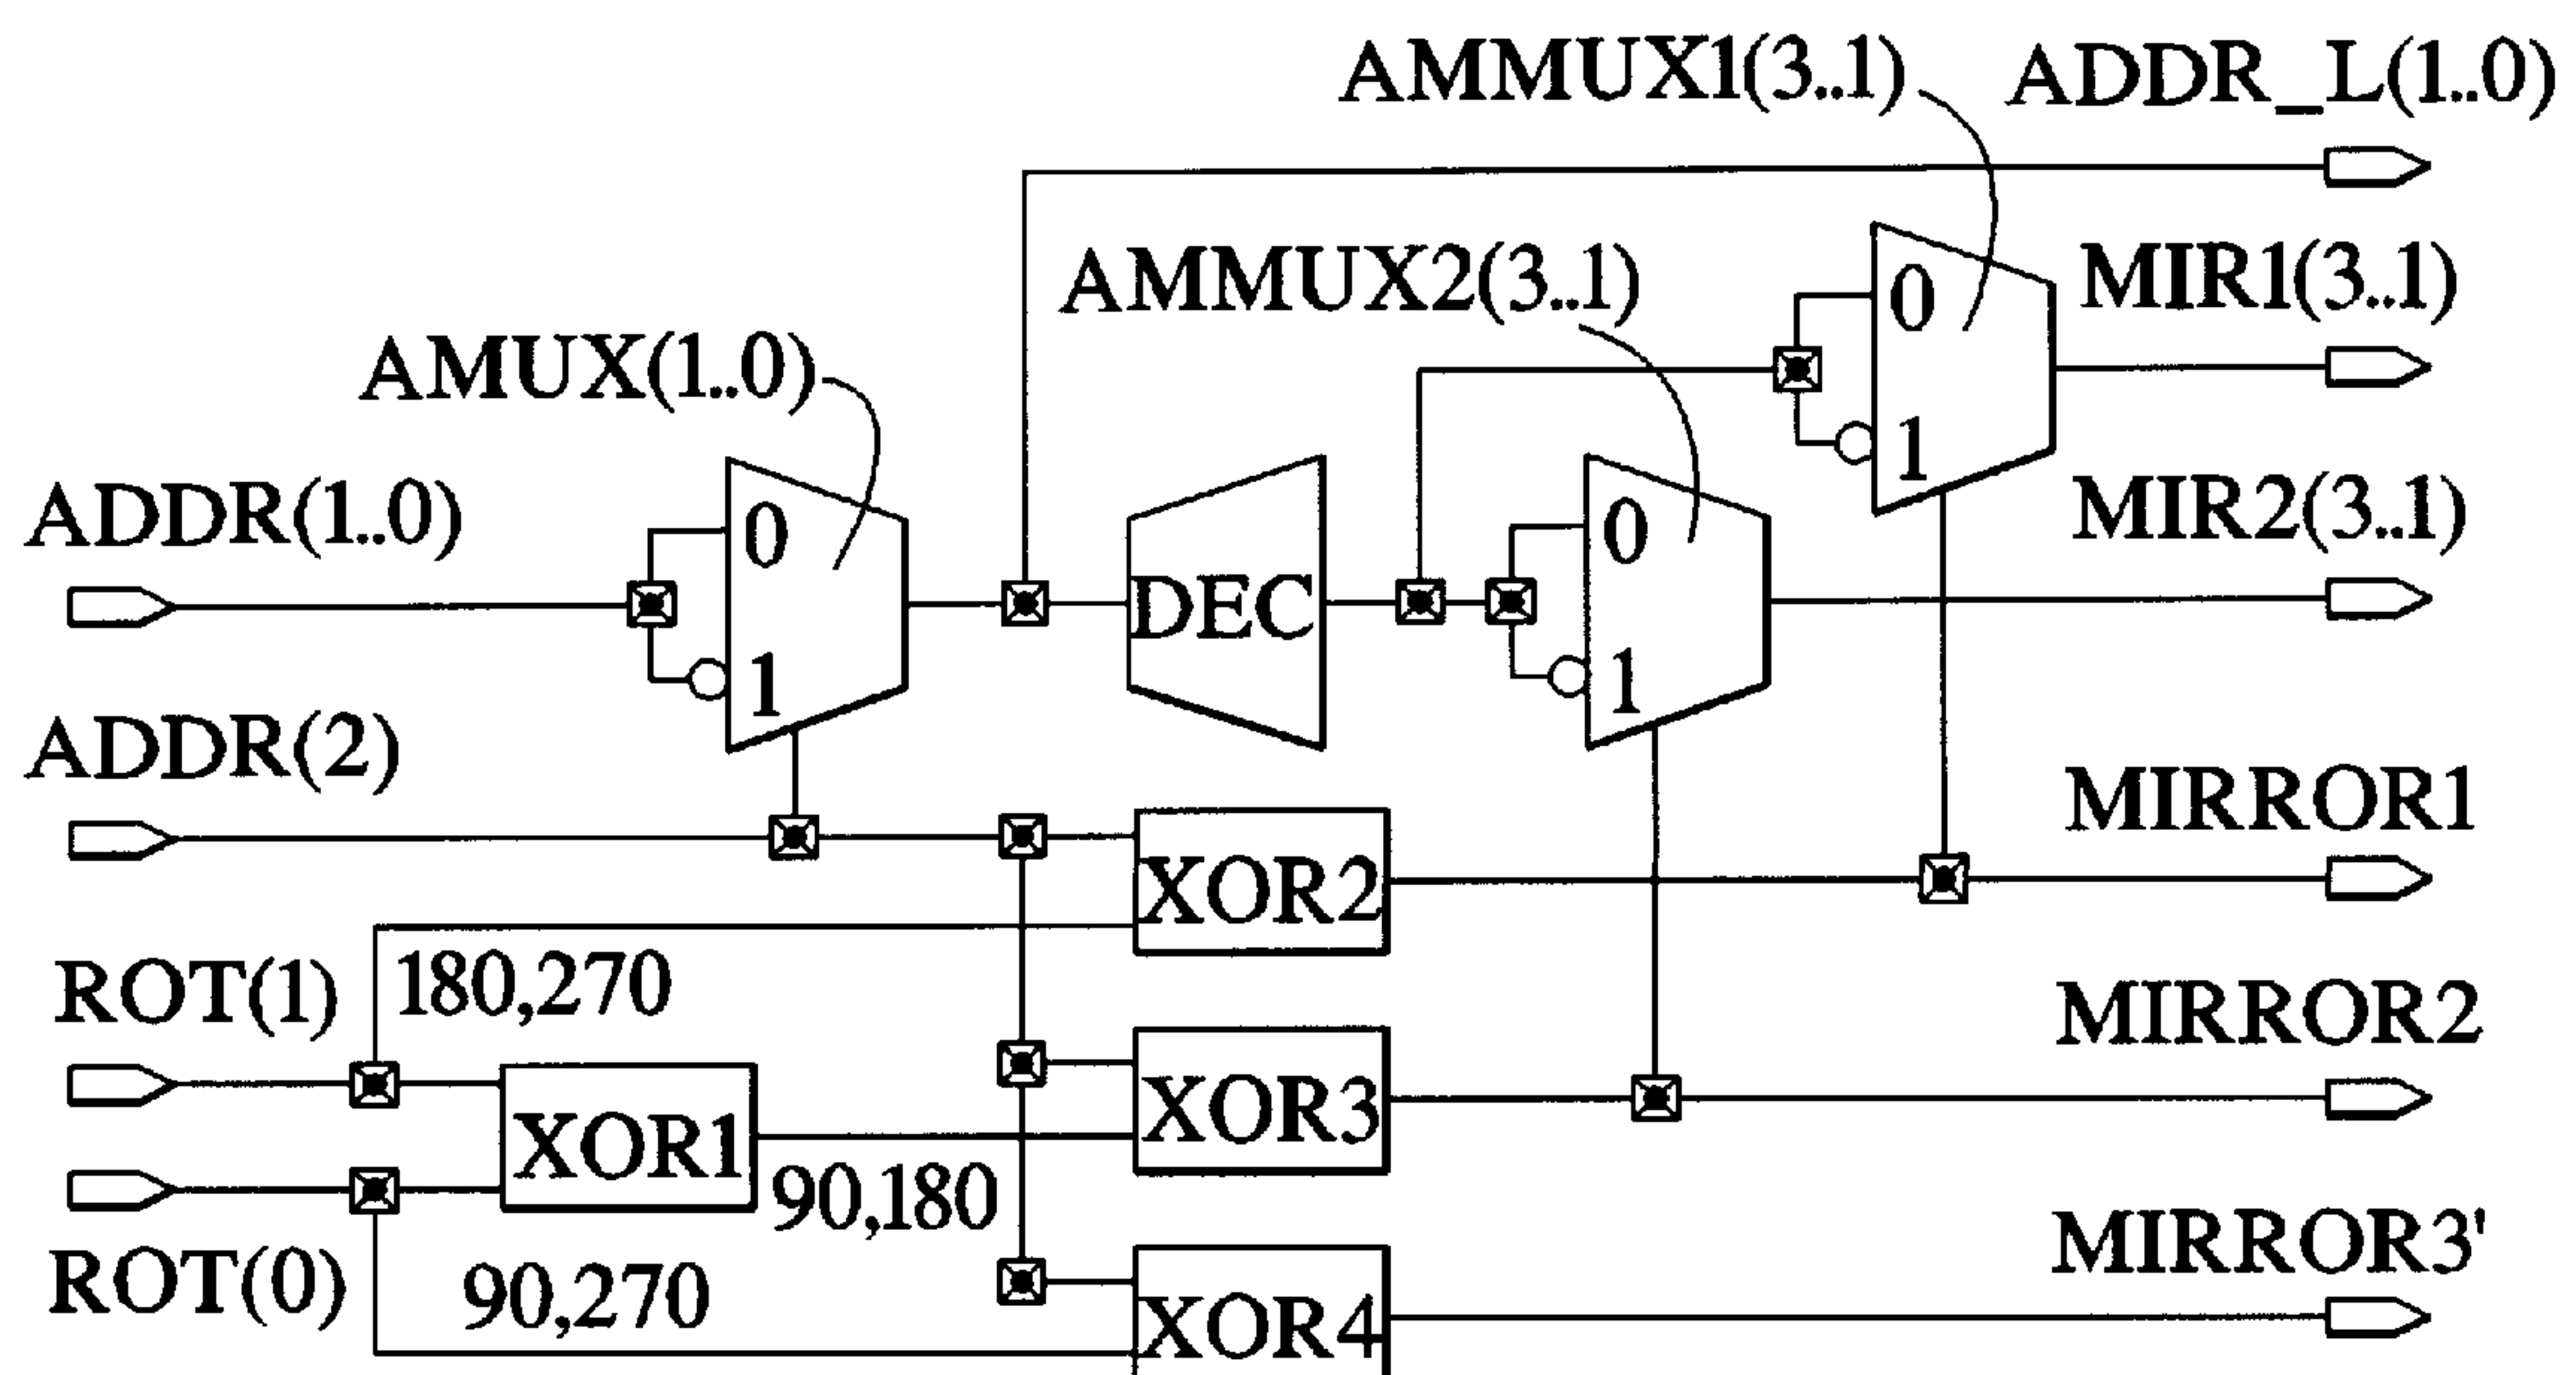 AMMUX1(3..1)
ADDR_L(1..0)
AMMUX2(3..1)
0
MIR1(3..1)
AMUX(1..0)
1
ADDR(1..0)
0
0
MIR2(3..1)
DEC
1
1
ADDR(2)
MIRROR1
XOR2
ROT(1)
180,270
MIRROR2
XOR1
XOR3
90,180
MIRROR3'
ROT(0)
90,270
XOR4